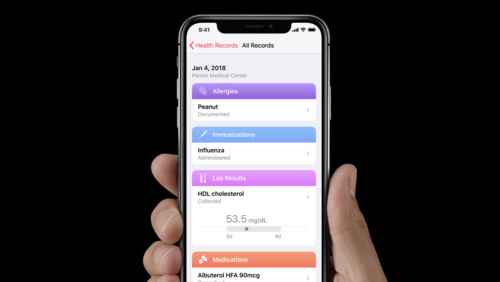 9:41
Health Records All Records
Jan 4, 2018
Penick Medical Center
Allergies
Peanut
Documented
Immunizations
Influenza
Administered
Lab Results
HDL cholesterol
Collected
53.5 mg/dL
50 60
Medications
Albuterol HFA 90mcg